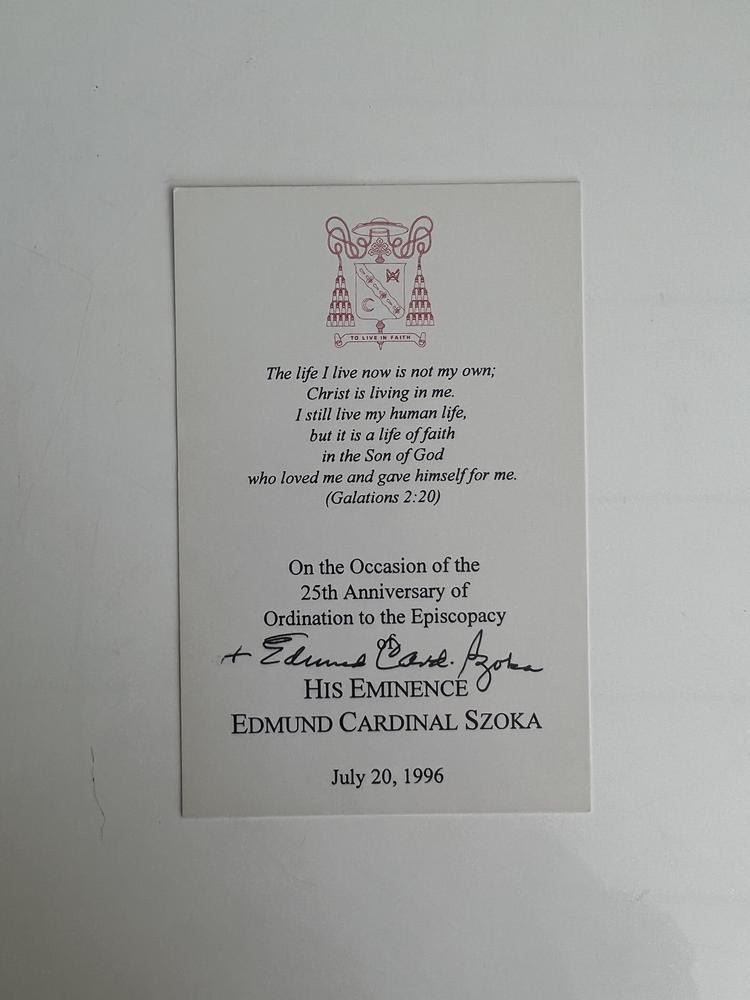 TO LIVE IN FAITH
The life I live now is not my own;
Christ is living in me.
I still live my human life,
but it is a life of faith
in the Son of God
who loved me and gave himself for me.
(Galations 2:20)
On the Occasion of the
25th Anniversary of
Ordination to the Episcopacy
of
+ Edmund Card. Szoka
HIS EMINENCE
EDMUND CARDINAL SZOKA
July 20, 1996